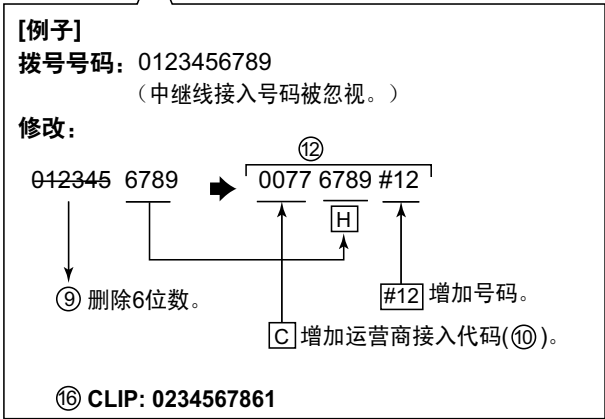 [例子]
拨号号码：0123456789
（中继线接入号码被忽视。）
修改：
⑫
012345 6789 0077 6789 #12
H
⑨ 删除6位数。 #12 增加号码。
C 增加运营商接入代码(⑩)。
⑯ CLIP: 0234567861